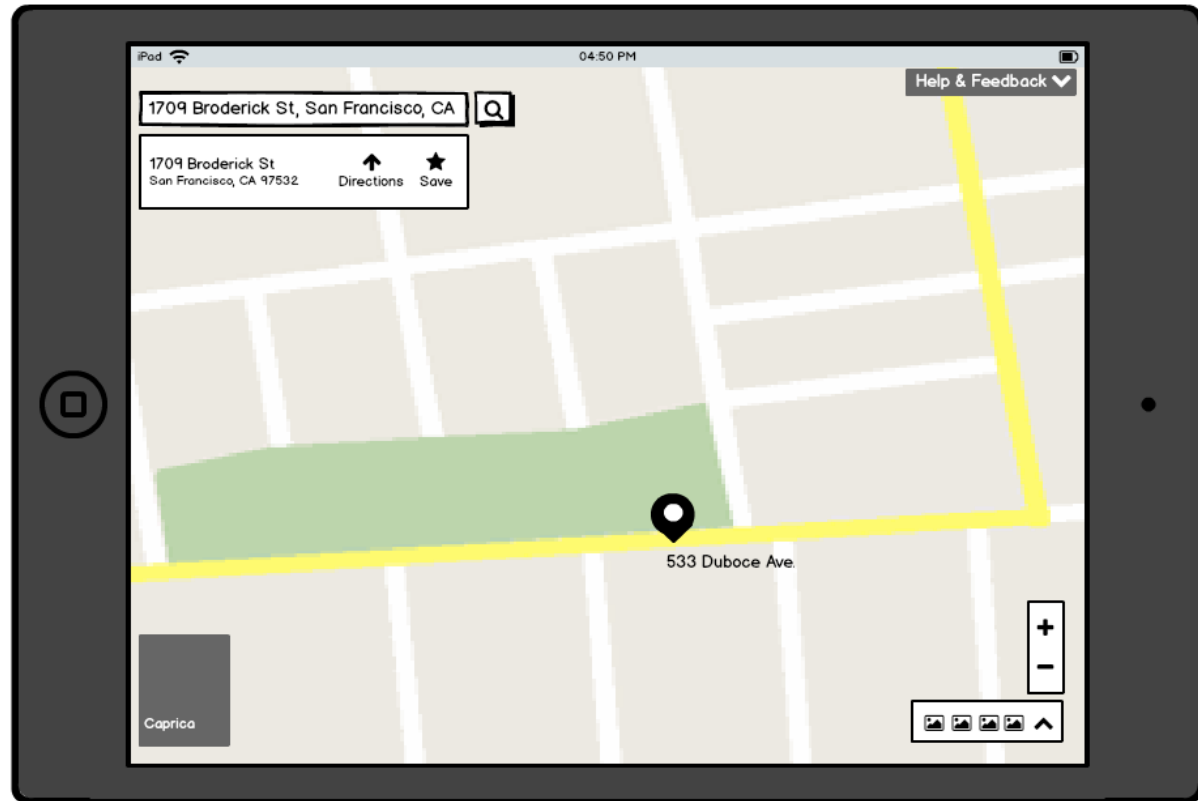 iPad
04:50 PM
Help & Feedback
1709 Broderick St, San Francisco, CA
1709 Broderick St
San Francisco, CA 97532
Directions
Save
533 Duboce Ave.
Caprica